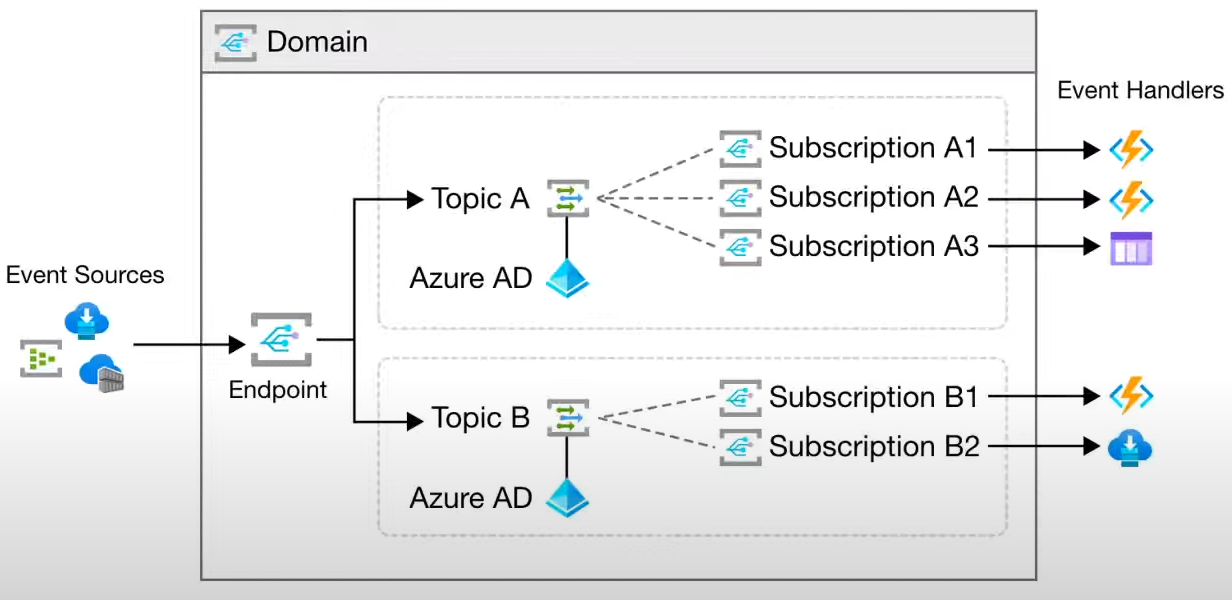 Domain
Event Handlers
Subscription A1
Topic A
Subscription A2
Subscription A3
Azure AD
Event Sources
Endpoint
Subscription B1
Topic B
Subscription B2
Azure AD